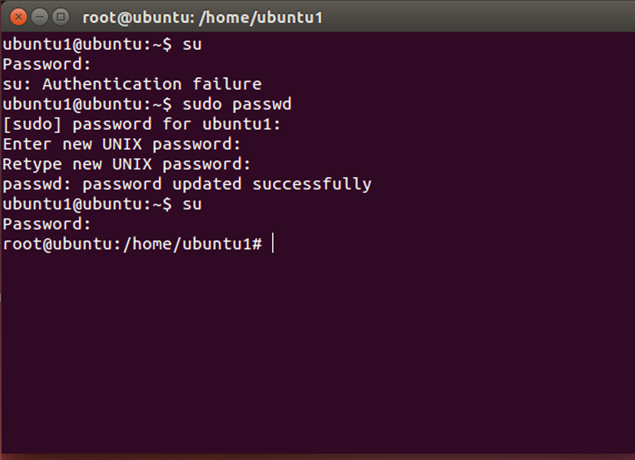 root@ubuntu: /home/ubuntu1
ubuntu1@ubuntu:~$ su
Password:
su: Authentication failure
ubuntu1@ubuntu:~$ sudo passwd
[sudo] password for ubuntu1:
Enter new UNIX password:
Retype new UNIX password:
passwd: password updated successfully
ubuntu1@ubuntu:~$ su
Password:
root@ubuntu:/home/ubuntu1#